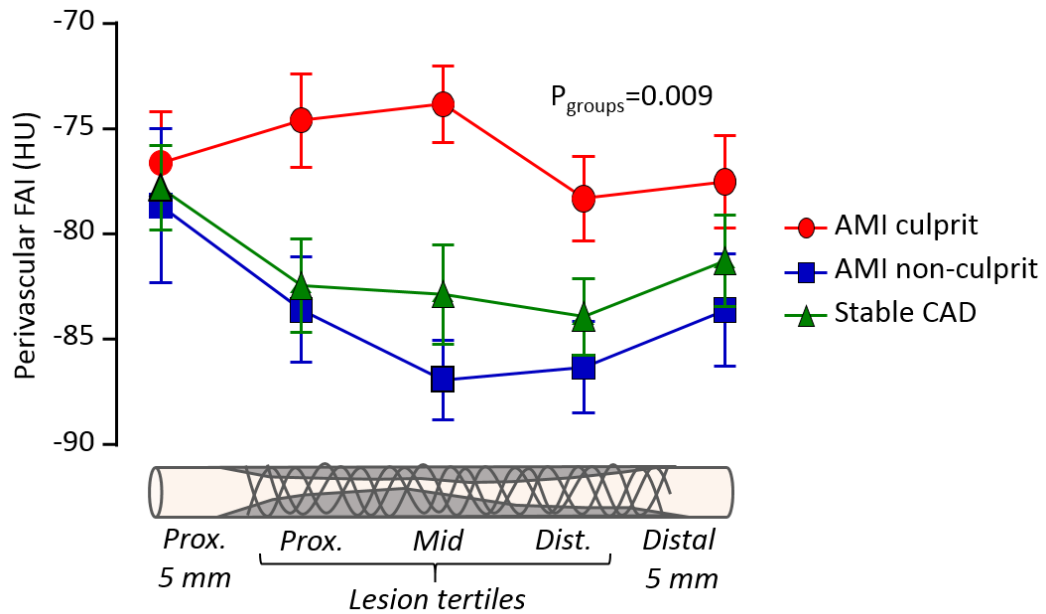 -70
-75
-80
-85
-90
Perivascular FAI (HU)
Pgroups=0.009
AMI culprit
AMI non-culprit
Stable CAD
Prox. 5 mm
Prox.
Mid
Dist.
Distal 5 mm
Lesion tertiles